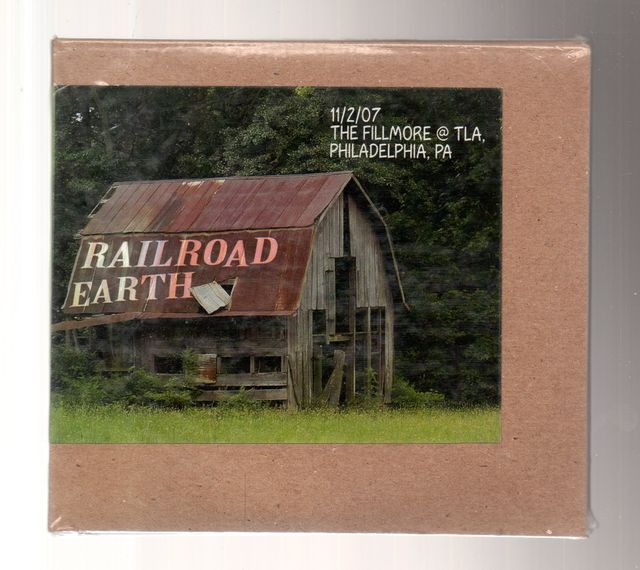 11/2/07
THE FILLMORE @ TLA,
PHILADELPHIA, PA
RAILROAD
EARTH